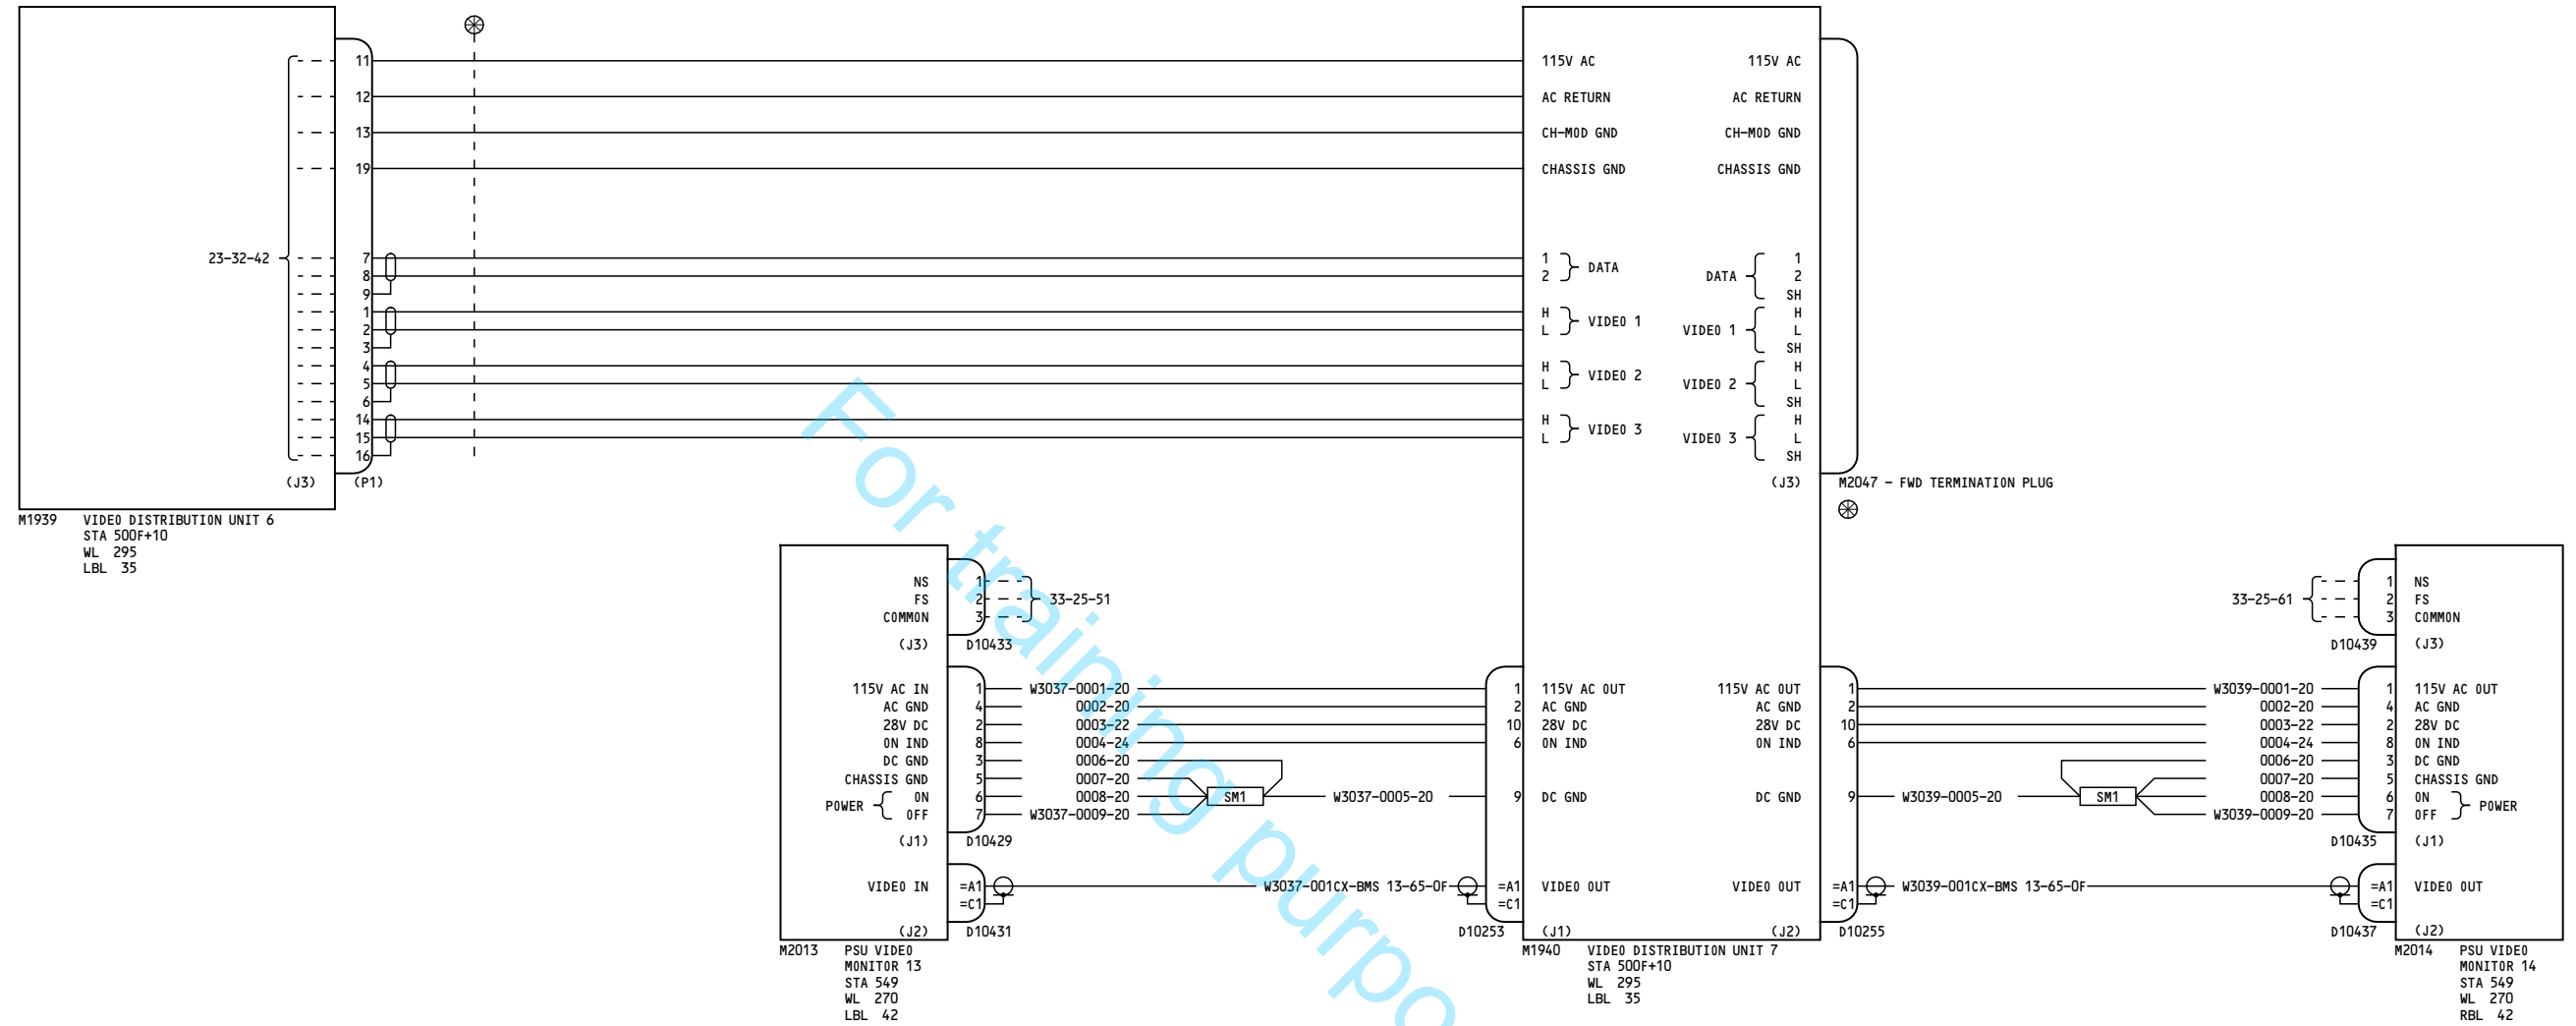 11
12
13
19
23-32-42
7
8
9
1
2
3
4
5
6
14
15
16
(J3) (P1)
M1939 VIDEO DISTRIBUTION UNIT 6
STA 500F+10
WL 295
LBL 35
115V AC 115V AC
AC RETURN AC RETURN
CH-MOD GND CH-MOD GND
CHASSIS GND CHASSIS GND
1 1
DATA
2 DATA 2
SH
H H
VIDEO 1
L VIDEO 1 L
SH
H H
VIDEO 2
L VIDEO 2 L
SH
H H
VIDEO 3
L VIDEO 3 L
SH
(J3) M2047 - FWD TERMINATION PLUG
NS 1
FS 2 33-25-51
COMMON 3
(J3) D10433
115V AC IN 1 W3037-0001-20
AC GND 4 0002-20
28V DC 2 0003-22
ON IND 8 0004-24
DC GND 3 0006-20
CHASSIS GND 5 0007-20
ON 6 0008-20 SM1 W3037-0005-20
POWER
OFF 7 W3037-0009-20
(J1) D10429
VIDEO IN =A1 W3037-001CX-BMS 13-65-0F
=C1
(J2) D10431
M2013 PSU VIDEO
MONITOR 13
STA 549
WL 270
LBL 42
1 115V AC OUT 115V AC OUT 1
2 AC GND AC GND 2
10 28V DC 28V DC 10
6 ON IND ON IND 6
9 DC GND DC GND 9
=A1 VIDEO OUT VIDEO OUT =A1
=C1 =C1
D10253 (J1) (J2) D10255
M1940 VIDEO DISTRIBUTION UNIT 7
STA 500F+10
WL 295
LBL 35
1 NS
33-25-61 2 FS
3 COMMON
D10439 (J3)
W3039-0001-20 1 115V AC OUT
0002-20 4 AC GND
0003-22 2 28V DC
0004-24 8 ON IND
0006-20 3 DC GND
0007-20 5 CHASSIS GND
W3039-0005-20 SM1 0008-20 6 ON
POWER
W3039-0009-20 7 OFF
D10435 (J1)
W3039-001CX-BMS 13-65-0F =A1 VIDEO OUT
=C1
D10437 (J2)
M2014 PSU VIDEO
MONITOR 14
STA 549
WL 270
RBL 42
For training purpo